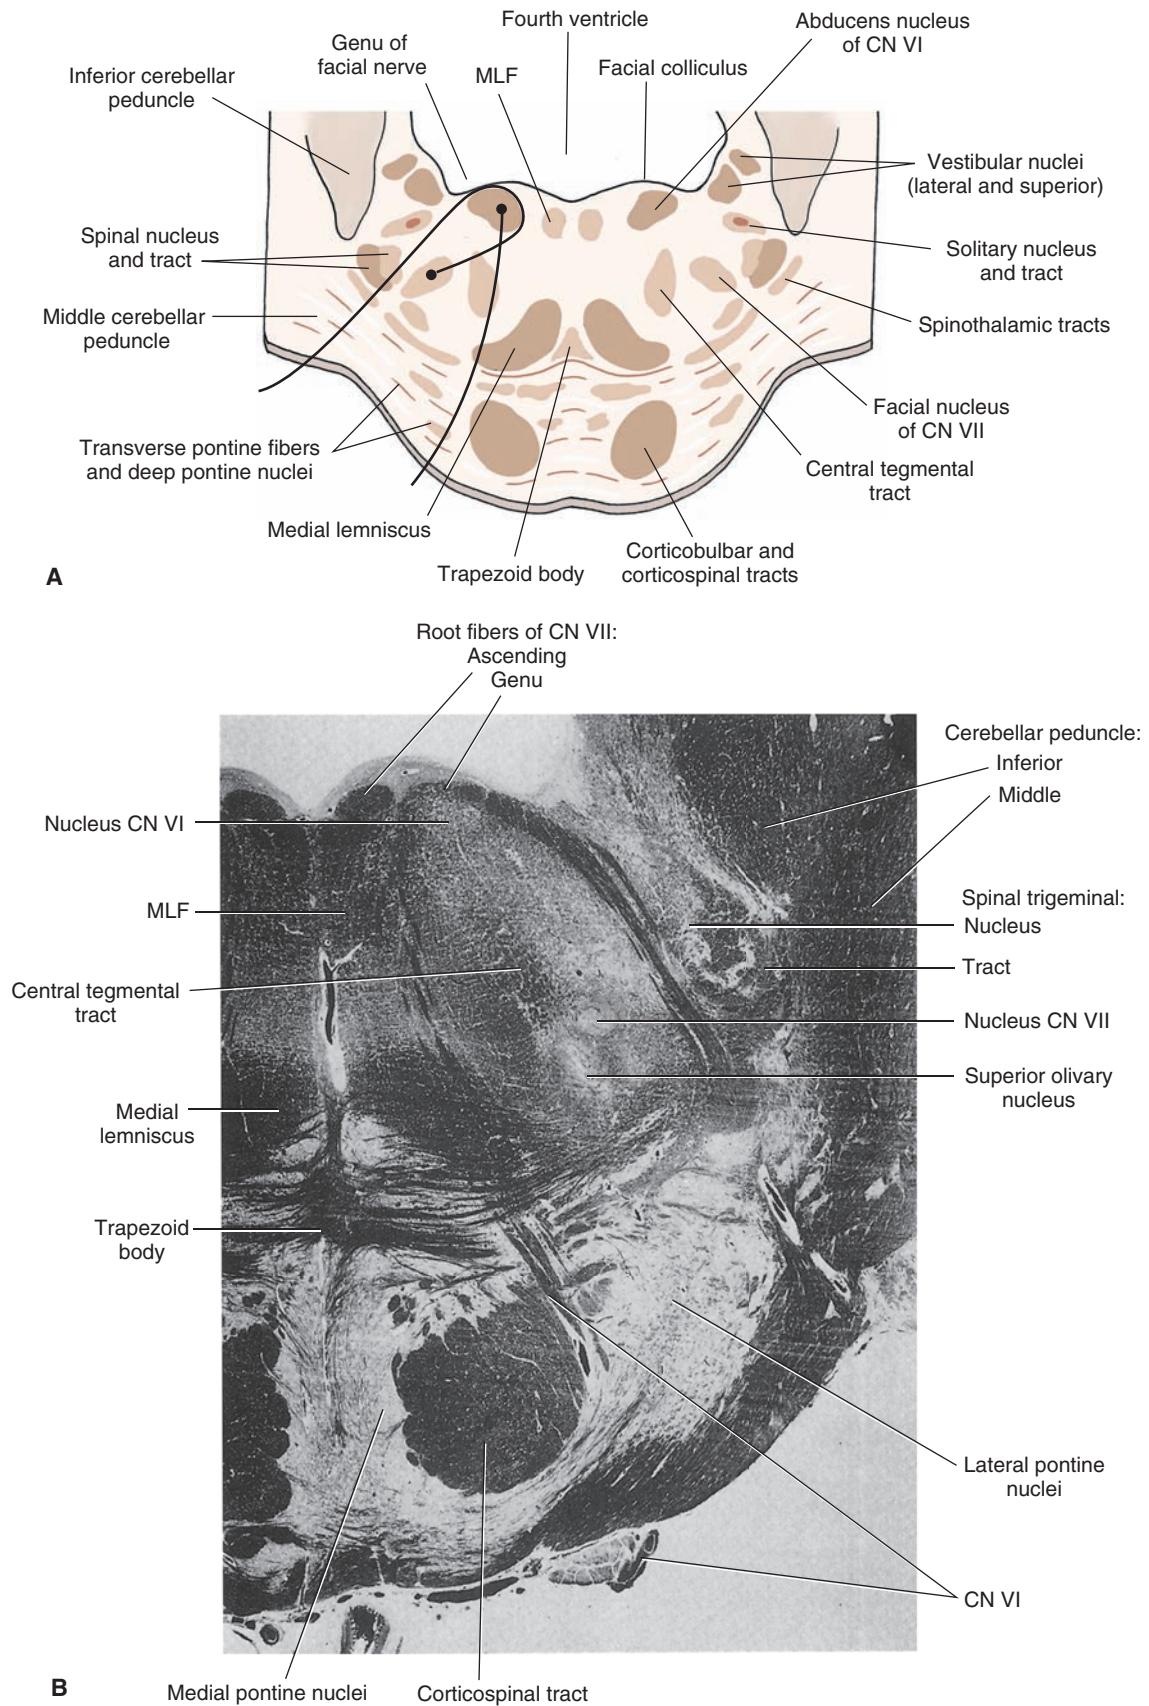 Fourth ventricle
Abducens nucleus
of CN VI
Genu of
facial nerve
MLF
Facial colliculus
Inferior cerebellar
peduncle
Vestibular nuclei
(lateral and superior)
Spinal nucleus
and tract
Solitary nucleus
and tract
Middle cerebellar
peduncle
Spinothalamic tracts
Facial nucleus
of CN VII
Transverse pontine fibers
and deep pontine nuclei
Central tegmental
tract
Medial lemniscus
Trapezoid body
Corticobulbar and
corticospinal tracts
A
Root fibers of CN VII:
Ascending
Genu
Cerebellar peduncle:
Inferior
Middle
Nucleus CN VI
MLF
Spinal trigeminal:
Nucleus
Tract
Central tegmental
tract
Nucleus CN VII
Superior olivary
nucleus
Medial
lemniscus
Trapezoid
body
Lateral pontine
nuclei
CN VI
B
Medial pontine nuclei
Corticospinal tract